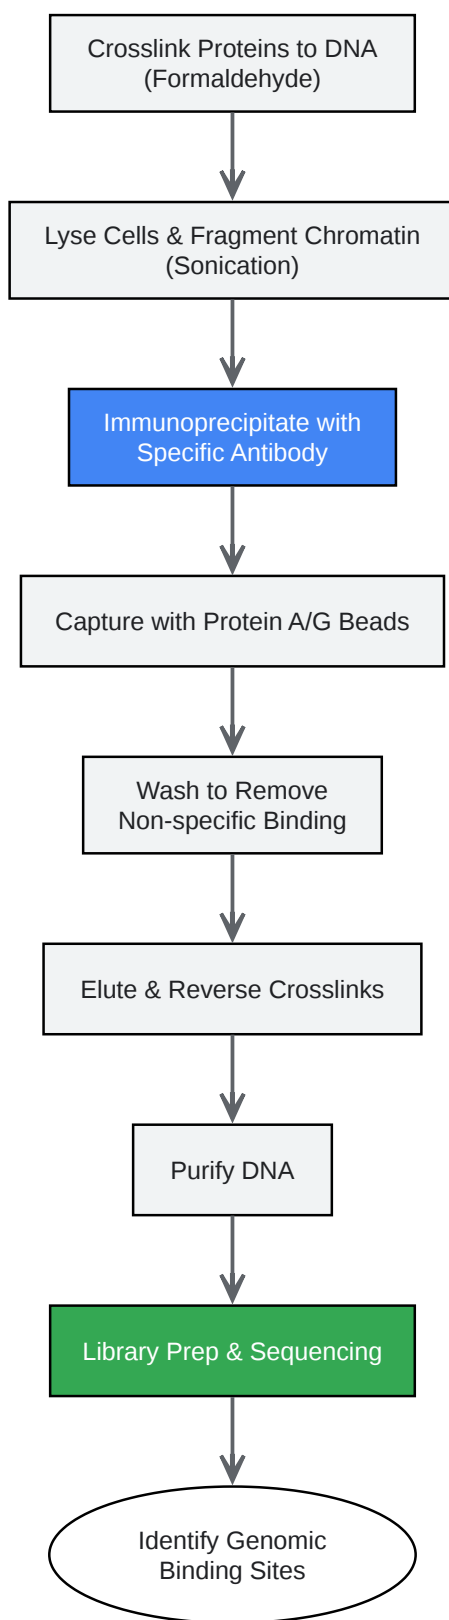 Crosslink Proteins to DNA
(Formaldehyde)
Lyse Cells & Fragment Chromatin
(Sonication)
Immunoprecipitate with
Specific Antibody
Capture with Protein A/G Beads
Wash to Remove
Non-specific Binding
Elute & Reverse Crosslinks
Purify DNA
Library Prep & Sequencing
Identify Genomic
Binding Sites